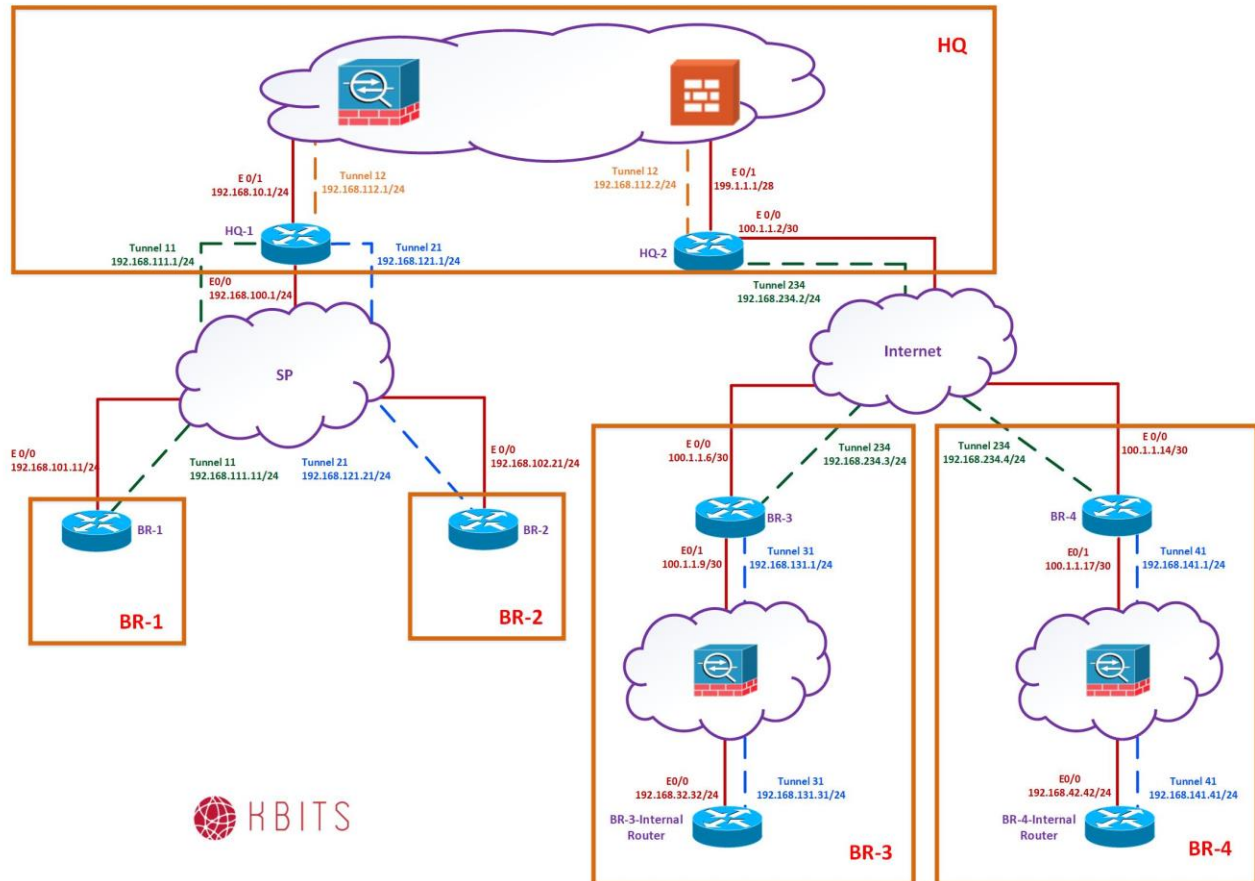 HQ
E 0/1
192.168.10.1/24
Tunnel 12
192.168.112.1/24
Tunnel 12
192.168.112.2/24
E 0/1
199.1.1.1/28
E 0/0
100.1.1.2/30
HQ-1
HQ-2
Tunnel 11
192.168.111.1/24
Tunnel 21
192.168.121.1/24
E0/0
192.168.100.1/24
Tunnel 234
192.168.234.2/24
SP
Internet
E 0/0
192.168.101.11/24
Tunnel 11
192.168.111.11/24
Tunnel 21
192.168.121.21/24
E 0/0
192.168.102.21/24
E 0/0
100.1.1.6/30
Tunnel 234
192.168.234.3/24
Tunnel 234
192.168.234.4/24
E 0/0
100.1.1.14/30
BR-1
BR-2
BR-3
BR-4
E0/1
100.1.1.9/30
Tunnel 31
192.168.131.1/24
E0/1
100.1.1.17/30
Tunnel 41
192.168.141.1/24
BR-1
BR-2
E0/0
192.168.32.32/24
Tunnel 31
192.168.131.31/24
E0/0
192.168.42.42/24
Tunnel 41
192.168.141.41/24
KBITS
BR-3-Internal
Router
BR-3
BR-4-Internal
Router
BR-4